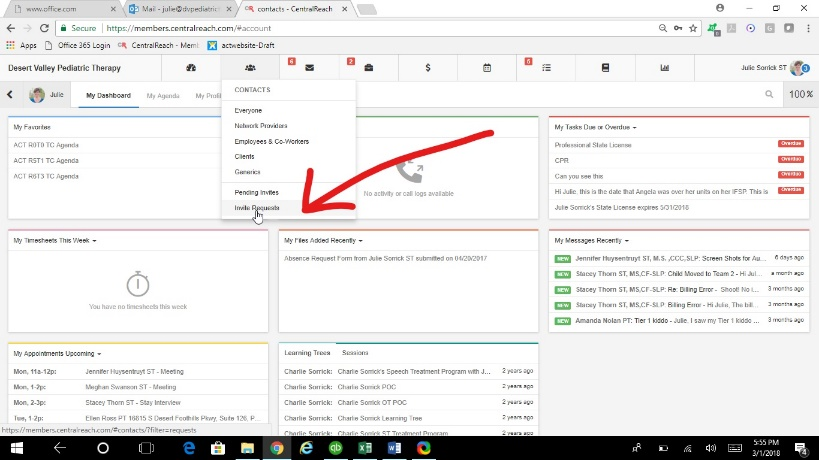 www.office.com
Mail - julie@dvpediatric
contacts - CentralReach
Secure
https://members.centralreach.com/#account
Apps
Office 365 Login
CentralReach - Meml
actwebsite-Draft
Desert Valley Pediatric Therapy
6
2
6
Julie Sorrick ST
3
Julie
My Dashboard
My Agenda
My Profil
100%
CONTACTS
Everyone
Network Providers
Employees & Co-Workers
Clients
Generics
Pending Invites
Invite Requests
My Favorites
ACT R0T0 TC Agenda
ACT R5T1 TC Agenda
ACT R6T3 TC Agenda
No activity or call logs available
My Tasks Due or Overdue
Professional State License Overdue
CPR Overdue
Can you see this Overdue
Hi Julie, this is the date that Angela was over her units on her IFSP. This is Overdue
Julie Sorrick's State License expires 5/31/2018
My Timesheets This Week
You have no timesheets this week
My Files Added Recently
Absence Request Form from Julie Sorrick ST submitted on 04/20/2017
My Messages Recently
NEW Jennifer Huysentruyt ST, M.S. ,CCC,SLP: Screen Shots for Au... 6 days ago
NEW Stacey Thorn ST, MS,CF-SLP: Child Moved to Team 2 - Hi Jul... a month ago
NEW Stacey Thorn ST, MS,CF-SLP: Re: Billing Error - Shoot! No i... 3 months ago
NEW Stacey Thorn ST, MS,CF-SLP: Billing Error - Hi Julie, The bill... 3 months ago
NEW Amanda Nolan PT: Tier 1 kiddo - Julie, I saw my Tier 1 kiddo ... 3 months ago
My Appointments Upcoming
Mon, 11a-12p: Jennifer Huysentruyt ST - Meeting
Mon, 1-2p: Meghan Swanson ST - Meeting
Mon, 2-3p: Stacey Thorn ST - Stay Interview
Tue, 1-2p: Ellen Ross PT 16615 S Desert Foothills Pkwy, Suite 126, P...
Learning Trees
Sessions
Charlie Sorrick: Charlie Sorrick's Speech Treatment Program with J... 2 years ago
Charlie Sorrick: Charlie Sorrick POC 2 years ago
Charlie Sorrick: Charlie Sorrick OT POC 2 years ago
Charlie Sorrick: Charlie Sorrick Learning Tree 2 years ago
Charlie Sorrick: Charlie Sorrick ST Treatment Program 2 years ago
https://members.centralreach.com/#contacts/?filter=requests
5:55 PM
3/1/2018
4